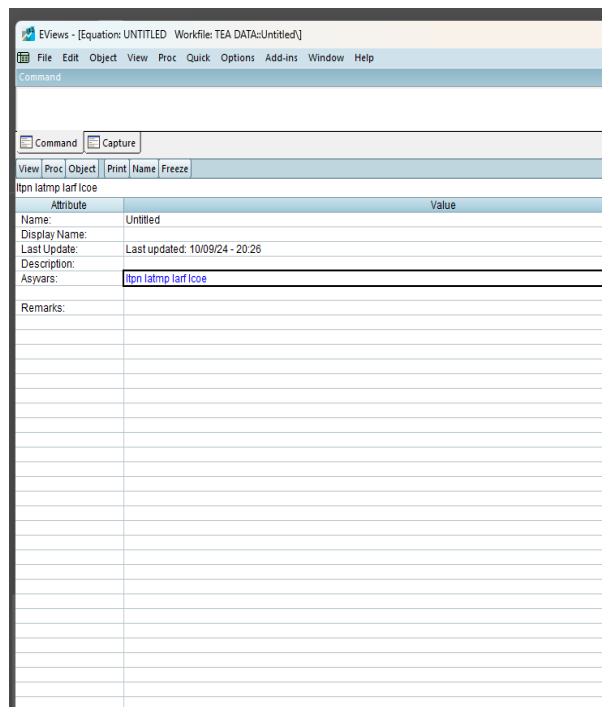 EViews - [Equation: UNTITLED   Workfile: TEA DATA::Untitled\]
File Edit Object View Proc Quick Options Add-ins Window Help
Command
Command Capture
View Proc Object Print Name Freeze
ltpn latmp larf lcoe
Attribute Value
Name: Untitled
Display Name:
Last Update: Last updated: 10/09/24 - 20:26
Description:
Asyvars: ltpn latmp larf lcoe
Remarks: